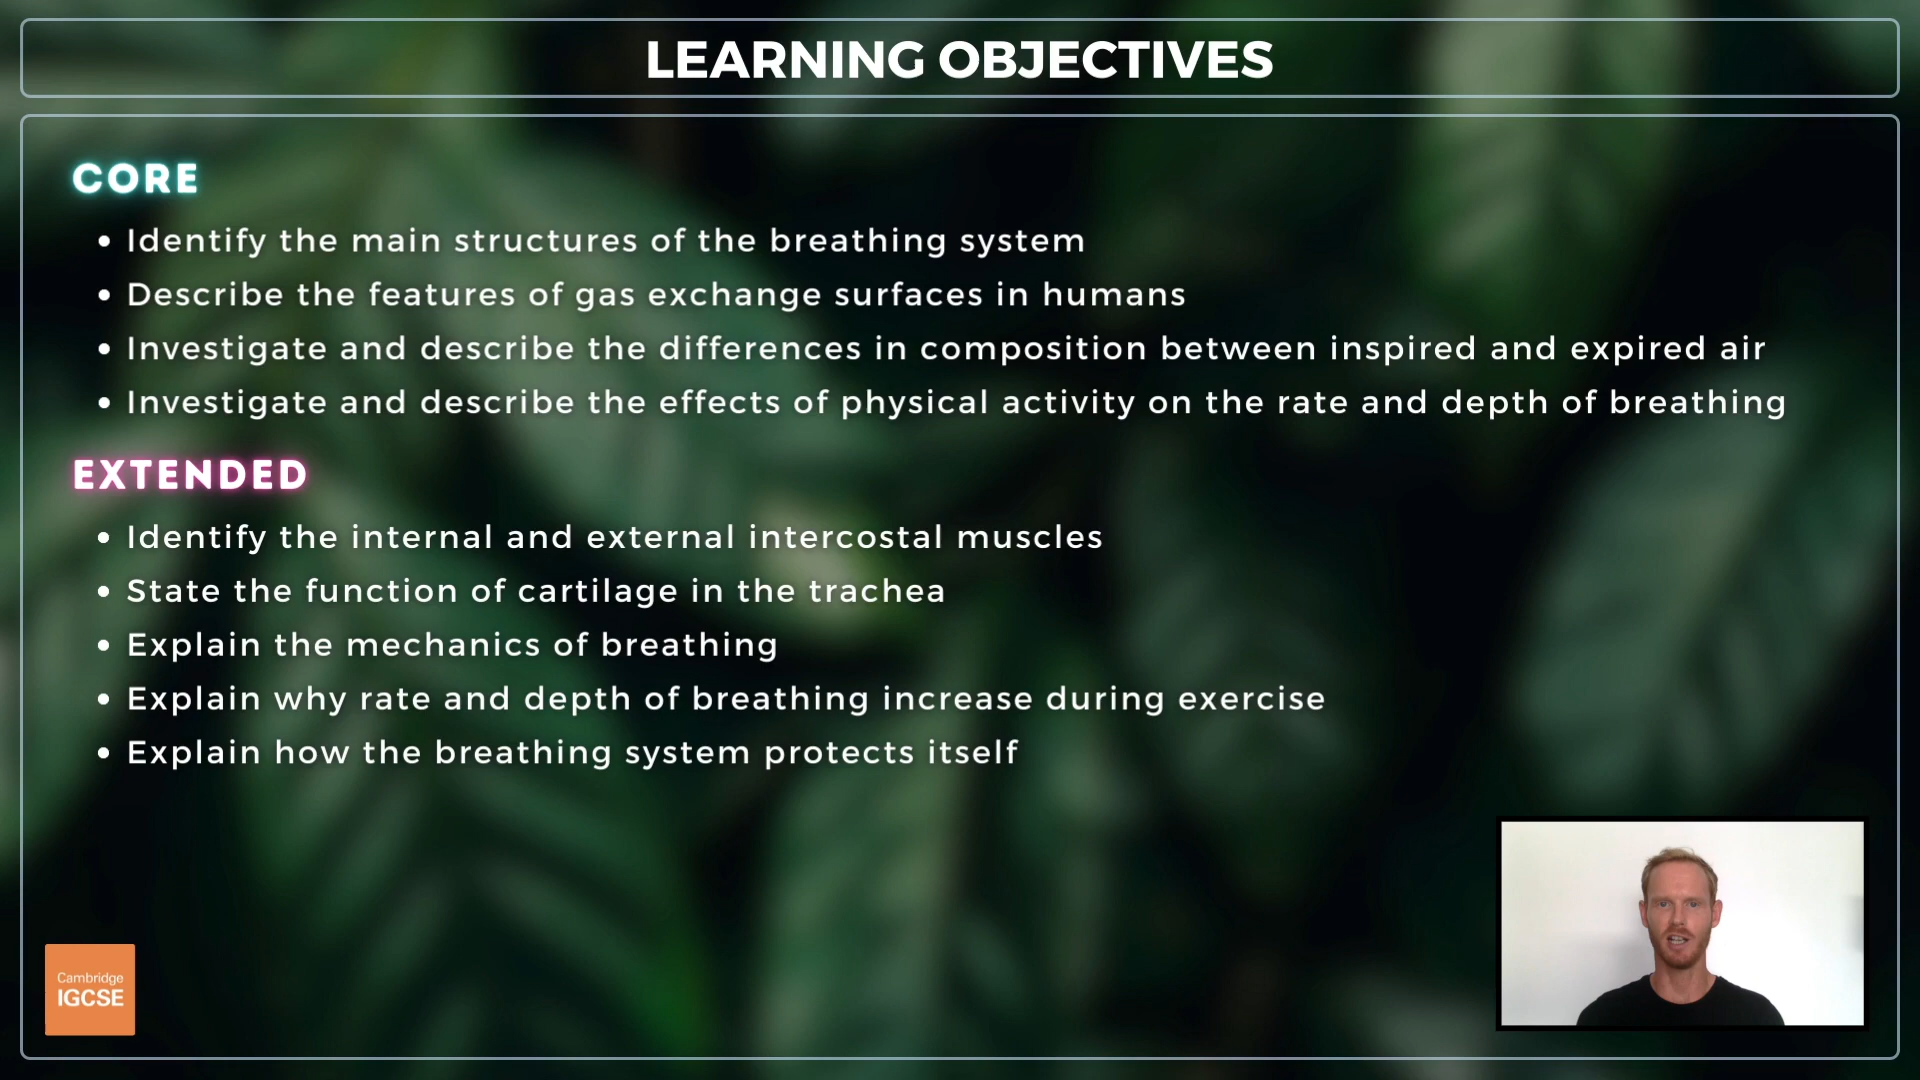 LEARNING OBJECTIVES
CORE
• Identify the main structures of the breathing system
• Describe the features of gas exchange surfaces in humans
• Investigate and describe the differences in composition between inspired and expired air
• Investigate and describe the effects of physical activity on the rate and depth of breathing
EXTENDED
• Identify the internal and external intercostal muscles
• State the function of cartilage in the trachea
• Explain the mechanics of breathing
• Explain why rate and depth of breathing increase during exercise
• Explain how the breathing system protects itself
Cambridge
IGCSE